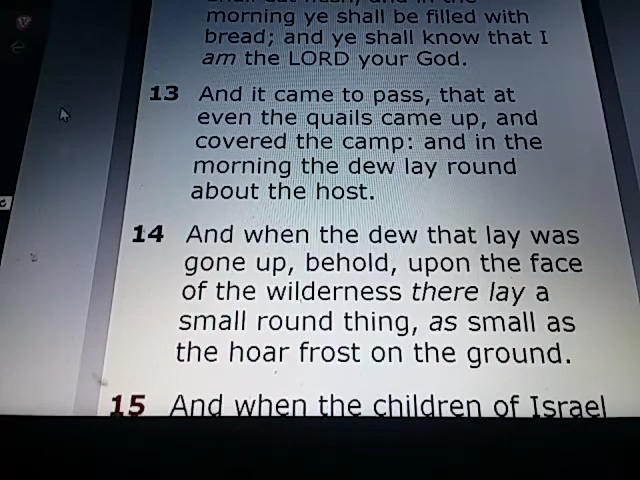 morning ye shall be filled with
bread; and ye shall know that I
am the LORD your God.
13 And it came to pass, that at
even the quails came up, and
covered the camp: and in the
morning the dew lay round
about the host.
14 And when the dew that lay was
gone up, behold, upon the face
of the wilderness there lay a
small round thing, as small as
the hoar frost on the ground.
15 And when the children of Israel